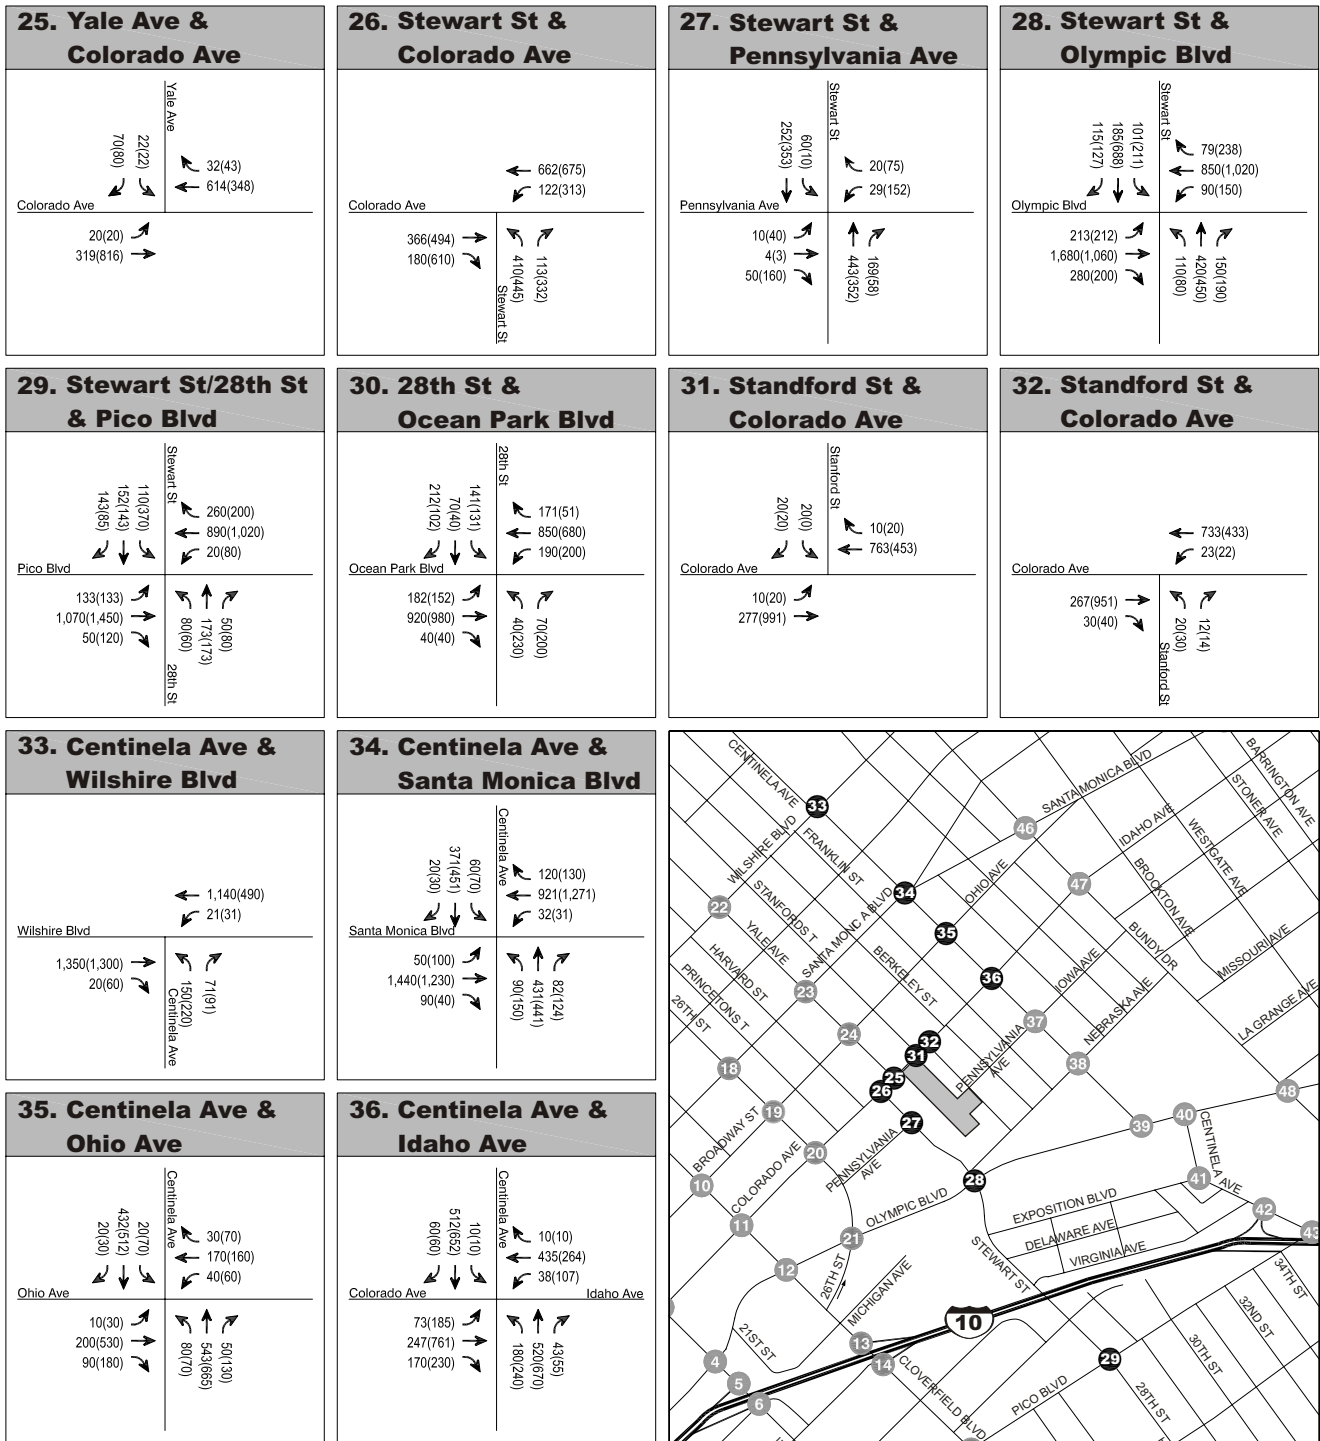 25. Yale Ave &
Colorado Ave
Yale Ave
70(80)
22(22)
32(43)
614(348)
Colorado Ave
20(20)
319(816)
26. Stewart St &
Colorado Ave
662(675)
122(313)
Colorado Ave
366(494)
180(610)
410(445)
113(332)
Stewart St
27. Stewart St &
Pennsylvania Ave
Stewart St
252(353)
60(10)
20(75)
29(152)
Pennsylvania Ave
10(40)
4(3)
50(160)
443(352)
169(58)
28. Stewart St &
Olympic Blvd
Stewart St
115(127)
185(688)
101(211)
79(238)
850(1,020)
90(150)
Olympic Blvd
213(212)
1,680(1,060)
280(200)
110(80)
420(450)
150(190)
29. Stewart St/28th St
& Pico Blvd
Stewart St
143(85)
152(143)
110(370)
260(200)
890(1,020)
20(80)
Pico Blvd
133(133)
1,070(1,450)
50(120)
80(60)
173(173)
50(80)
28th St
30. 28th St &
Ocean Park Blvd
28th St
212(102)
70(40)
141(131)
171(51)
850(680)
190(200)
Ocean Park Blvd
182(152)
920(980)
40(40)
40(230)
70(200)
31. Standford St &
Colorado Ave
Stanford St
20(20)
20(0)
10(20)
763(453)
Colorado Ave
10(20)
277(991)
32. Standford St &
Colorado Ave
733(433)
23(22)
Colorado Ave
267(951)
30(40)
20(30)
12(14)
Stanford St
33. Centinela Ave &
Wilshire Blvd
1,140(490)
21(31)
Wilshire Blvd
1,350(1,300)
20(60)
150(220)
71(91)
Centinela Ave
34. Centinela Ave &
Santa Monica Blvd
Centinela Ave
20(30)
371(451)
60(70)
120(130)
921(1,271)
32(31)
Santa Monica Blvd
50(100)
1,440(1,230)
90(40)
90(150)
431(441)
82(124)
35. Centinela Ave &
Ohio Ave
Centinela Ave
20(30)
432(512)
20(70)
30(70)
170(160)
40(60)
Ohio Ave
10(30)
200(530)
90(180)
80(70)
543(665)
50(130)
36. Centinela Ave &
Idaho Ave
Centinela Ave
60(60)
512(652)
10(10)
10(10)
435(264)
38(107)
Colorado Ave
Idaho Ave
73(185)
247(761)
170(230)
180(240)
520(670)
43(55)
CENTINELA AVE
33
WILSHIRE BLVD
FRANKLIN ST
SANTA MONICA BLVD
46
BARRINGTON AVE
STONER AVE
IDAHO AVE
WESTGATE AVE
BROCKTON AVE
47
OHIO AVE
34
22
STANFORDS T
SANTA MONC A BLVD
35
YALE AVE
BERKELEY ST
36
BUNDY DR
MISSOURI AVE
IOWA AVE
NEBRASKA AVE
LA GRANGE AVE
HARVARD ST
PRINCETONS T
26TH ST
23
24
32
31
37
38
PENNSYLVANIA
AVE
25
26
18
19
27
39
40
48
CENTINELA AVE
BROADWAY ST
COLORADO AVE
20
PENNSYLVANIA
AVE
10
11
28
41
42
43
OLYMPIC BLVD
EXPOSITION BLVD
DELAWARE AVE
VIRGINIA AVE
STEWART ST
21
12
26TH ST
MICHIGAN AVE
34TH ST
32ND ST
30TH ST
28TH ST
10
21ST ST
13
14
CLOVERFIELD BLVD
PICO BLVD
29
4
5
6